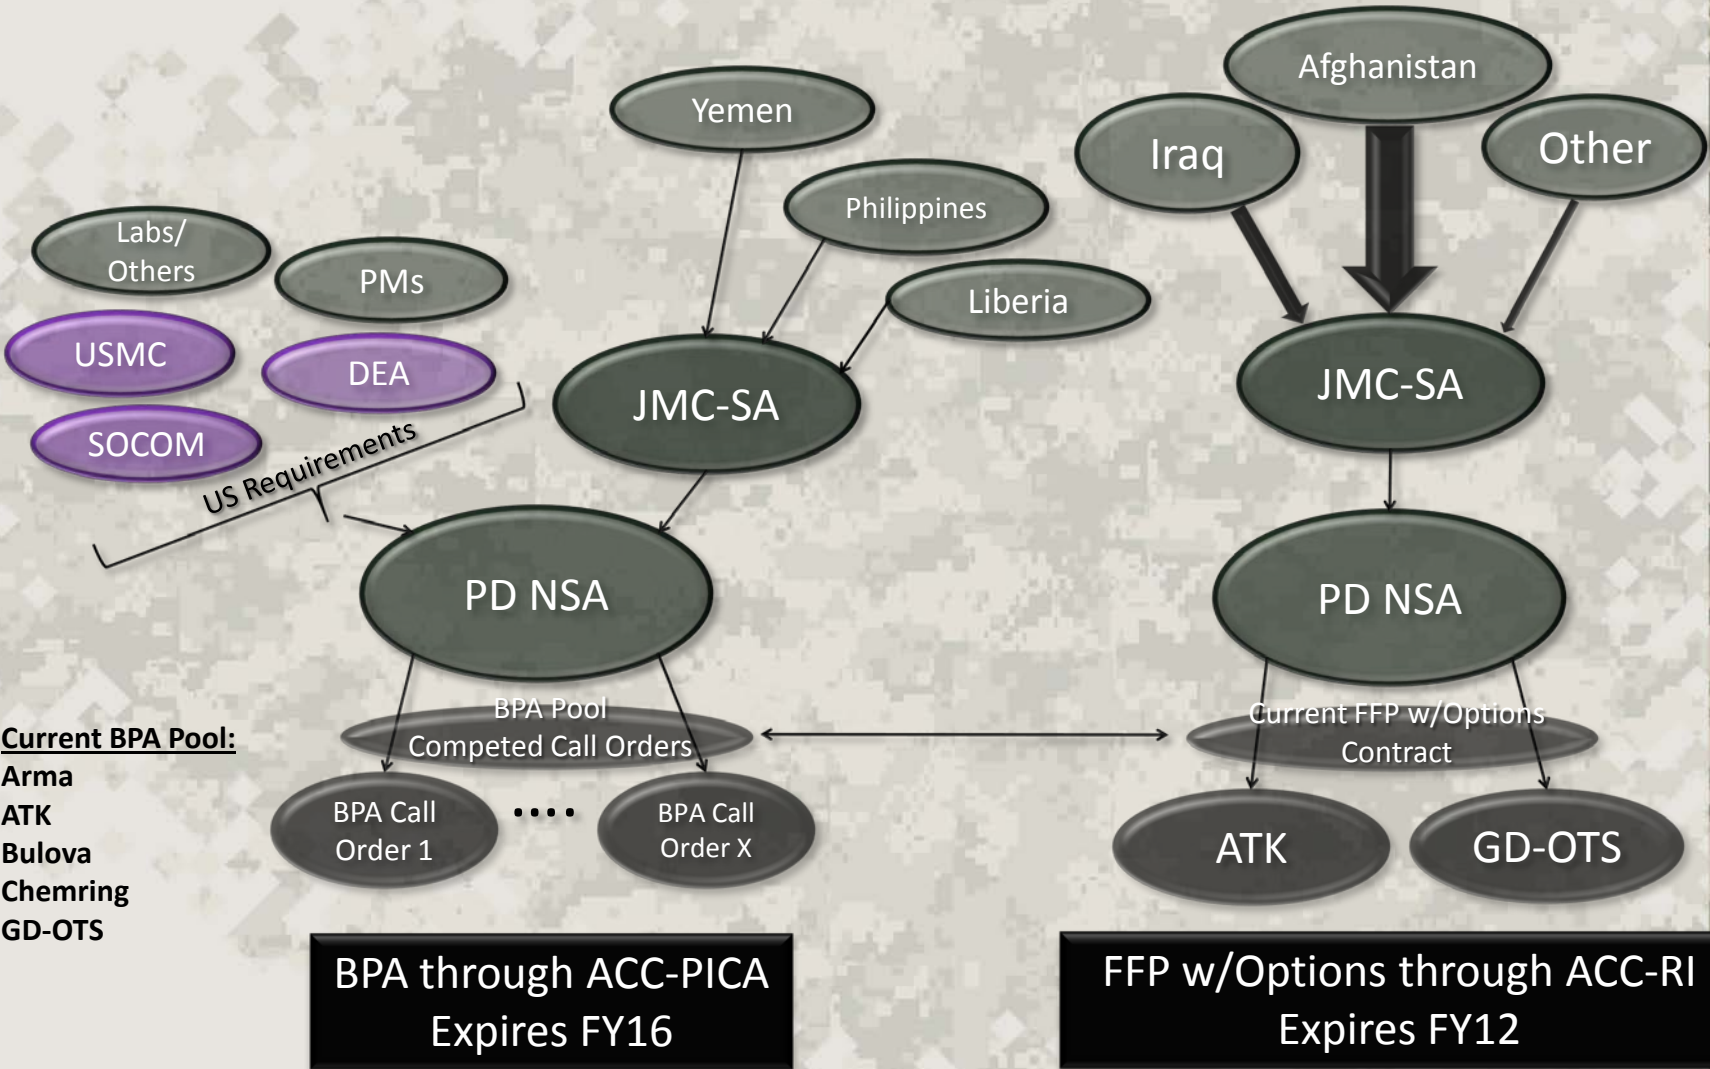 Afghanistan
Yemen
Iraq
Other
Philippines
Labs/
Others
PMs
Liberia
USMC
DEA
JMC-SA
JMC-SA
SOCOM
US Requirements
PD NSA
PD NSA
BPA Pool
Competed Call Orders
Current FFP w/Options
Contract
Current BPA Pool:
Arma
ATK
Bulova
Chemring
GD-OTS
BPA Call
Order 1
....
BPA Call
Order X
ATK
GD-OTS
BPA through ACC-PICA
Expires FY16
FFP w/Options through ACC-RI
Expires FY12